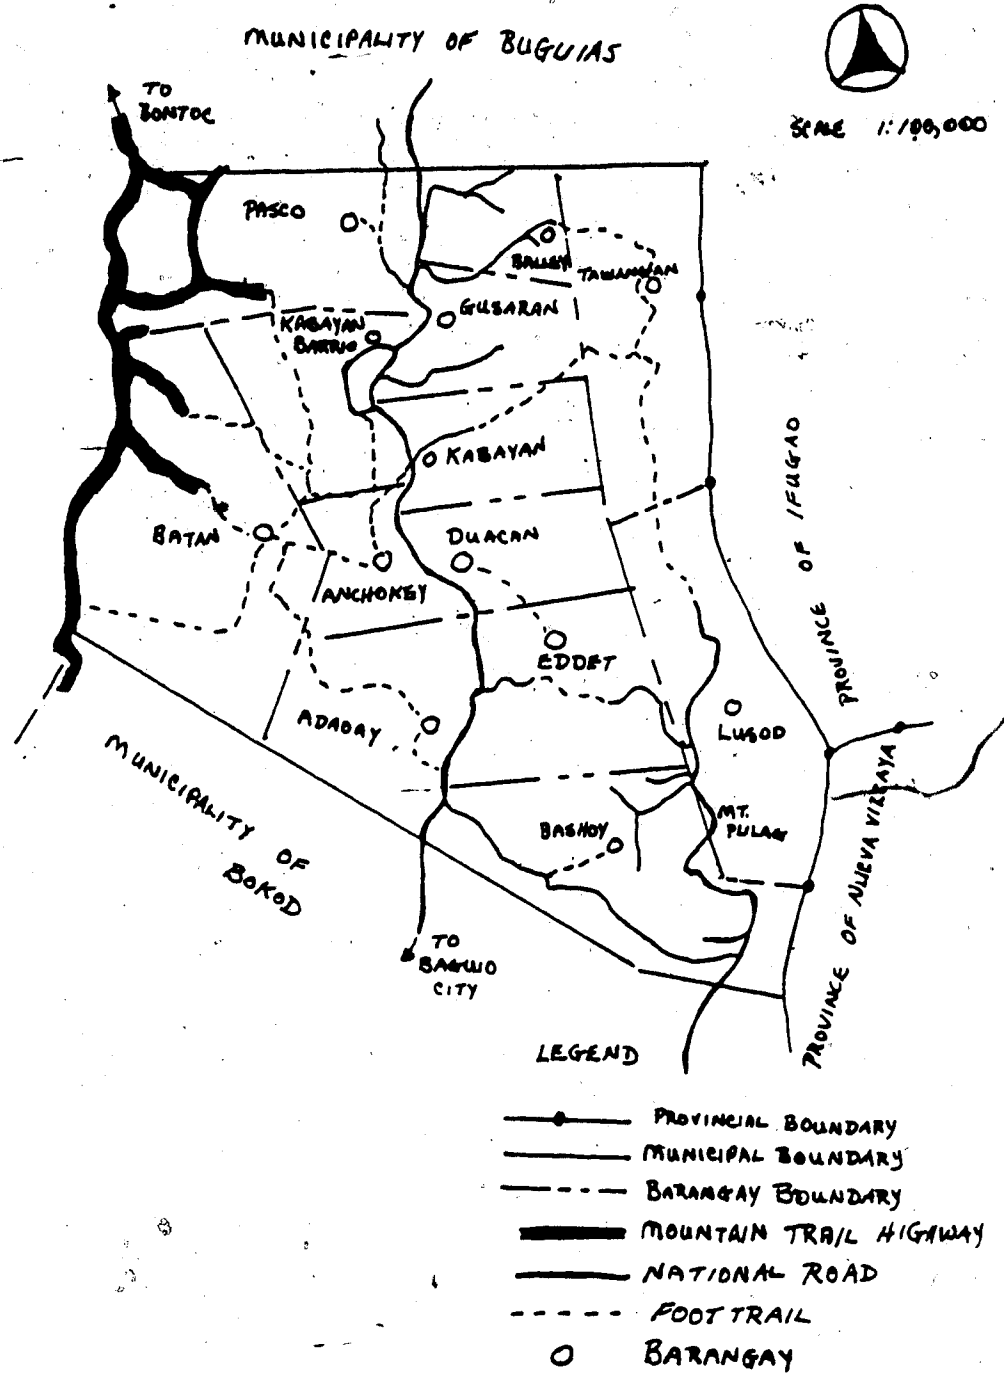 MUNICIPALITY OF BUGUIAS
TO
BONTOC
SCALE 1:100,000
PASCO
BALLEY
TAWANGAN
GUSARAN
KABAYAN
BARRIO
KABAYAN
BATAN
DUACAN
ANCHOKEY
EDDET
ADADAY
LUSOD
BASHOY
MT.
PULAG
PROVINCE OF IFUGAO
PROVINCE OF NUEVA VIZCAYA
MUNICIPALITY OF
BOKOD
TO
BAGUIO
CITY
LEGEND
PROVINCIAL BOUNDARY
MUNICIPAL BOUNDARY
BARANGAY BOUNDARY
MOUNTAIN TRAIL HIGHWAY
NATIONAL ROAD
FOOT TRAIL
BARANGAY